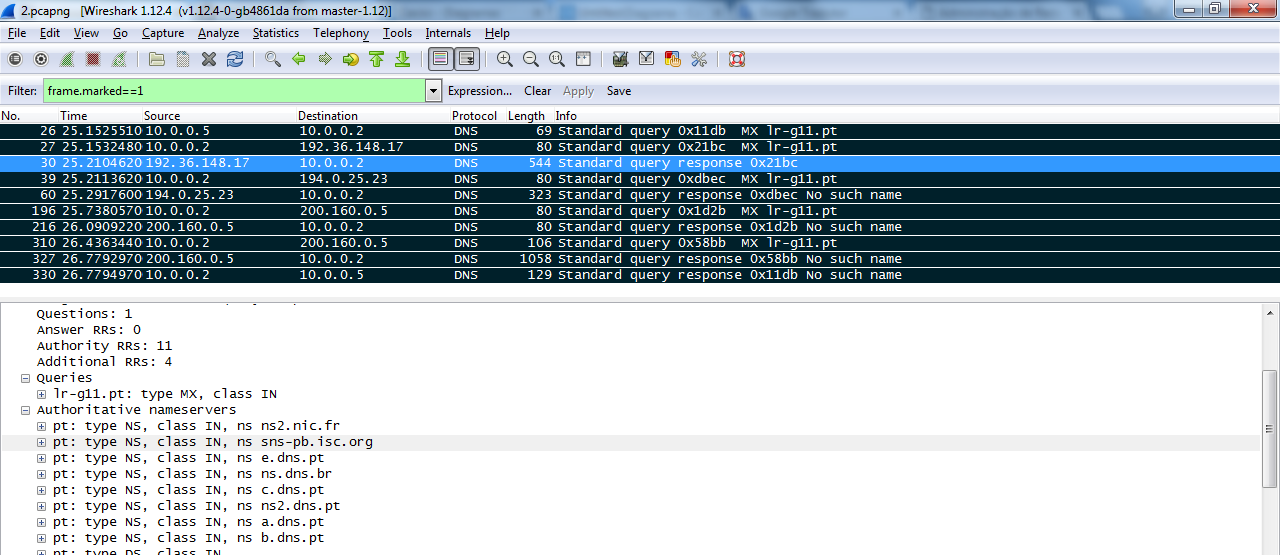 2.pcapng [Wireshark 1.12.4 (v1.12.4-0-gb4861da from master-1.12)]
File Edit View Go Capture Analyze Statistics Telephony Tools Internals Help
Filter: frame.marked==1 Expression... Clear Apply Save
No. Time Source Destination Protocol Length Info
26 25.1525510 10.0.0.5 10.0.0.2 DNS 69 Standard query 0x11db MX lr-g11.pt
27 25.1532480 10.0.0.2 192.36.148.17 DNS 80 Standard query 0x21bc MX lr-g11.pt
30 25.2104620 192.36.148.17 10.0.0.2 DNS 544 Standard query response 0x21bc
39 25.2113620 10.0.0.2 194.0.25.23 DNS 80 Standard query 0xdbec MX lr-g11.pt
60 25.2917600 194.0.25.23 10.0.0.2 DNS 323 Standard query response 0xdbec No such name
196 25.7380570 10.0.0.2 200.160.0.5 DNS 80 Standard query 0x1d2b MX lr-g11.pt
216 26.0909220 200.160.0.5 10.0.0.2 DNS 80 Standard query response 0x1d2b No such name
310 26.4363440 10.0.0.2 200.160.0.5 DNS 106 Standard query 0x58bb MX lr-g11.pt
327 26.7792970 200.160.0.5 10.0.0.2 DNS 1058 Standard query response 0x58bb No such name
330 26.7794970 10.0.0.2 10.0.0.5 DNS 129 Standard query response 0x11db No such name
Questions: 1
Answer RRs: 0
Authority RRs: 11
Additional RRs: 4
Queries
lr-g11.pt: type MX, class IN
Authoritative nameservers
pt: type NS, class IN, ns ns2.nic.fr
pt: type NS, class IN, ns sns-pb.isc.org
pt: type NS, class IN, ns e.dns.pt
pt: type NS, class IN, ns ns.dns.br
pt: type NS, class IN, ns c.dns.pt
pt: type NS, class IN, ns ns2.dns.pt
pt: type NS, class IN, ns a.dns.pt
pt: type NS, class IN, ns b.dns.pt
pt: type DS, class IN